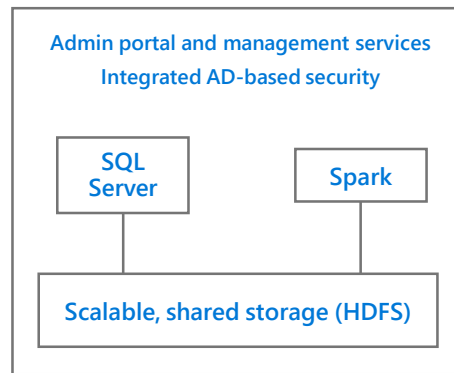 Admin portal and management services
Integrated AD-based security
SQL
Server
Spark
Scalable, shared storage (HDFS)